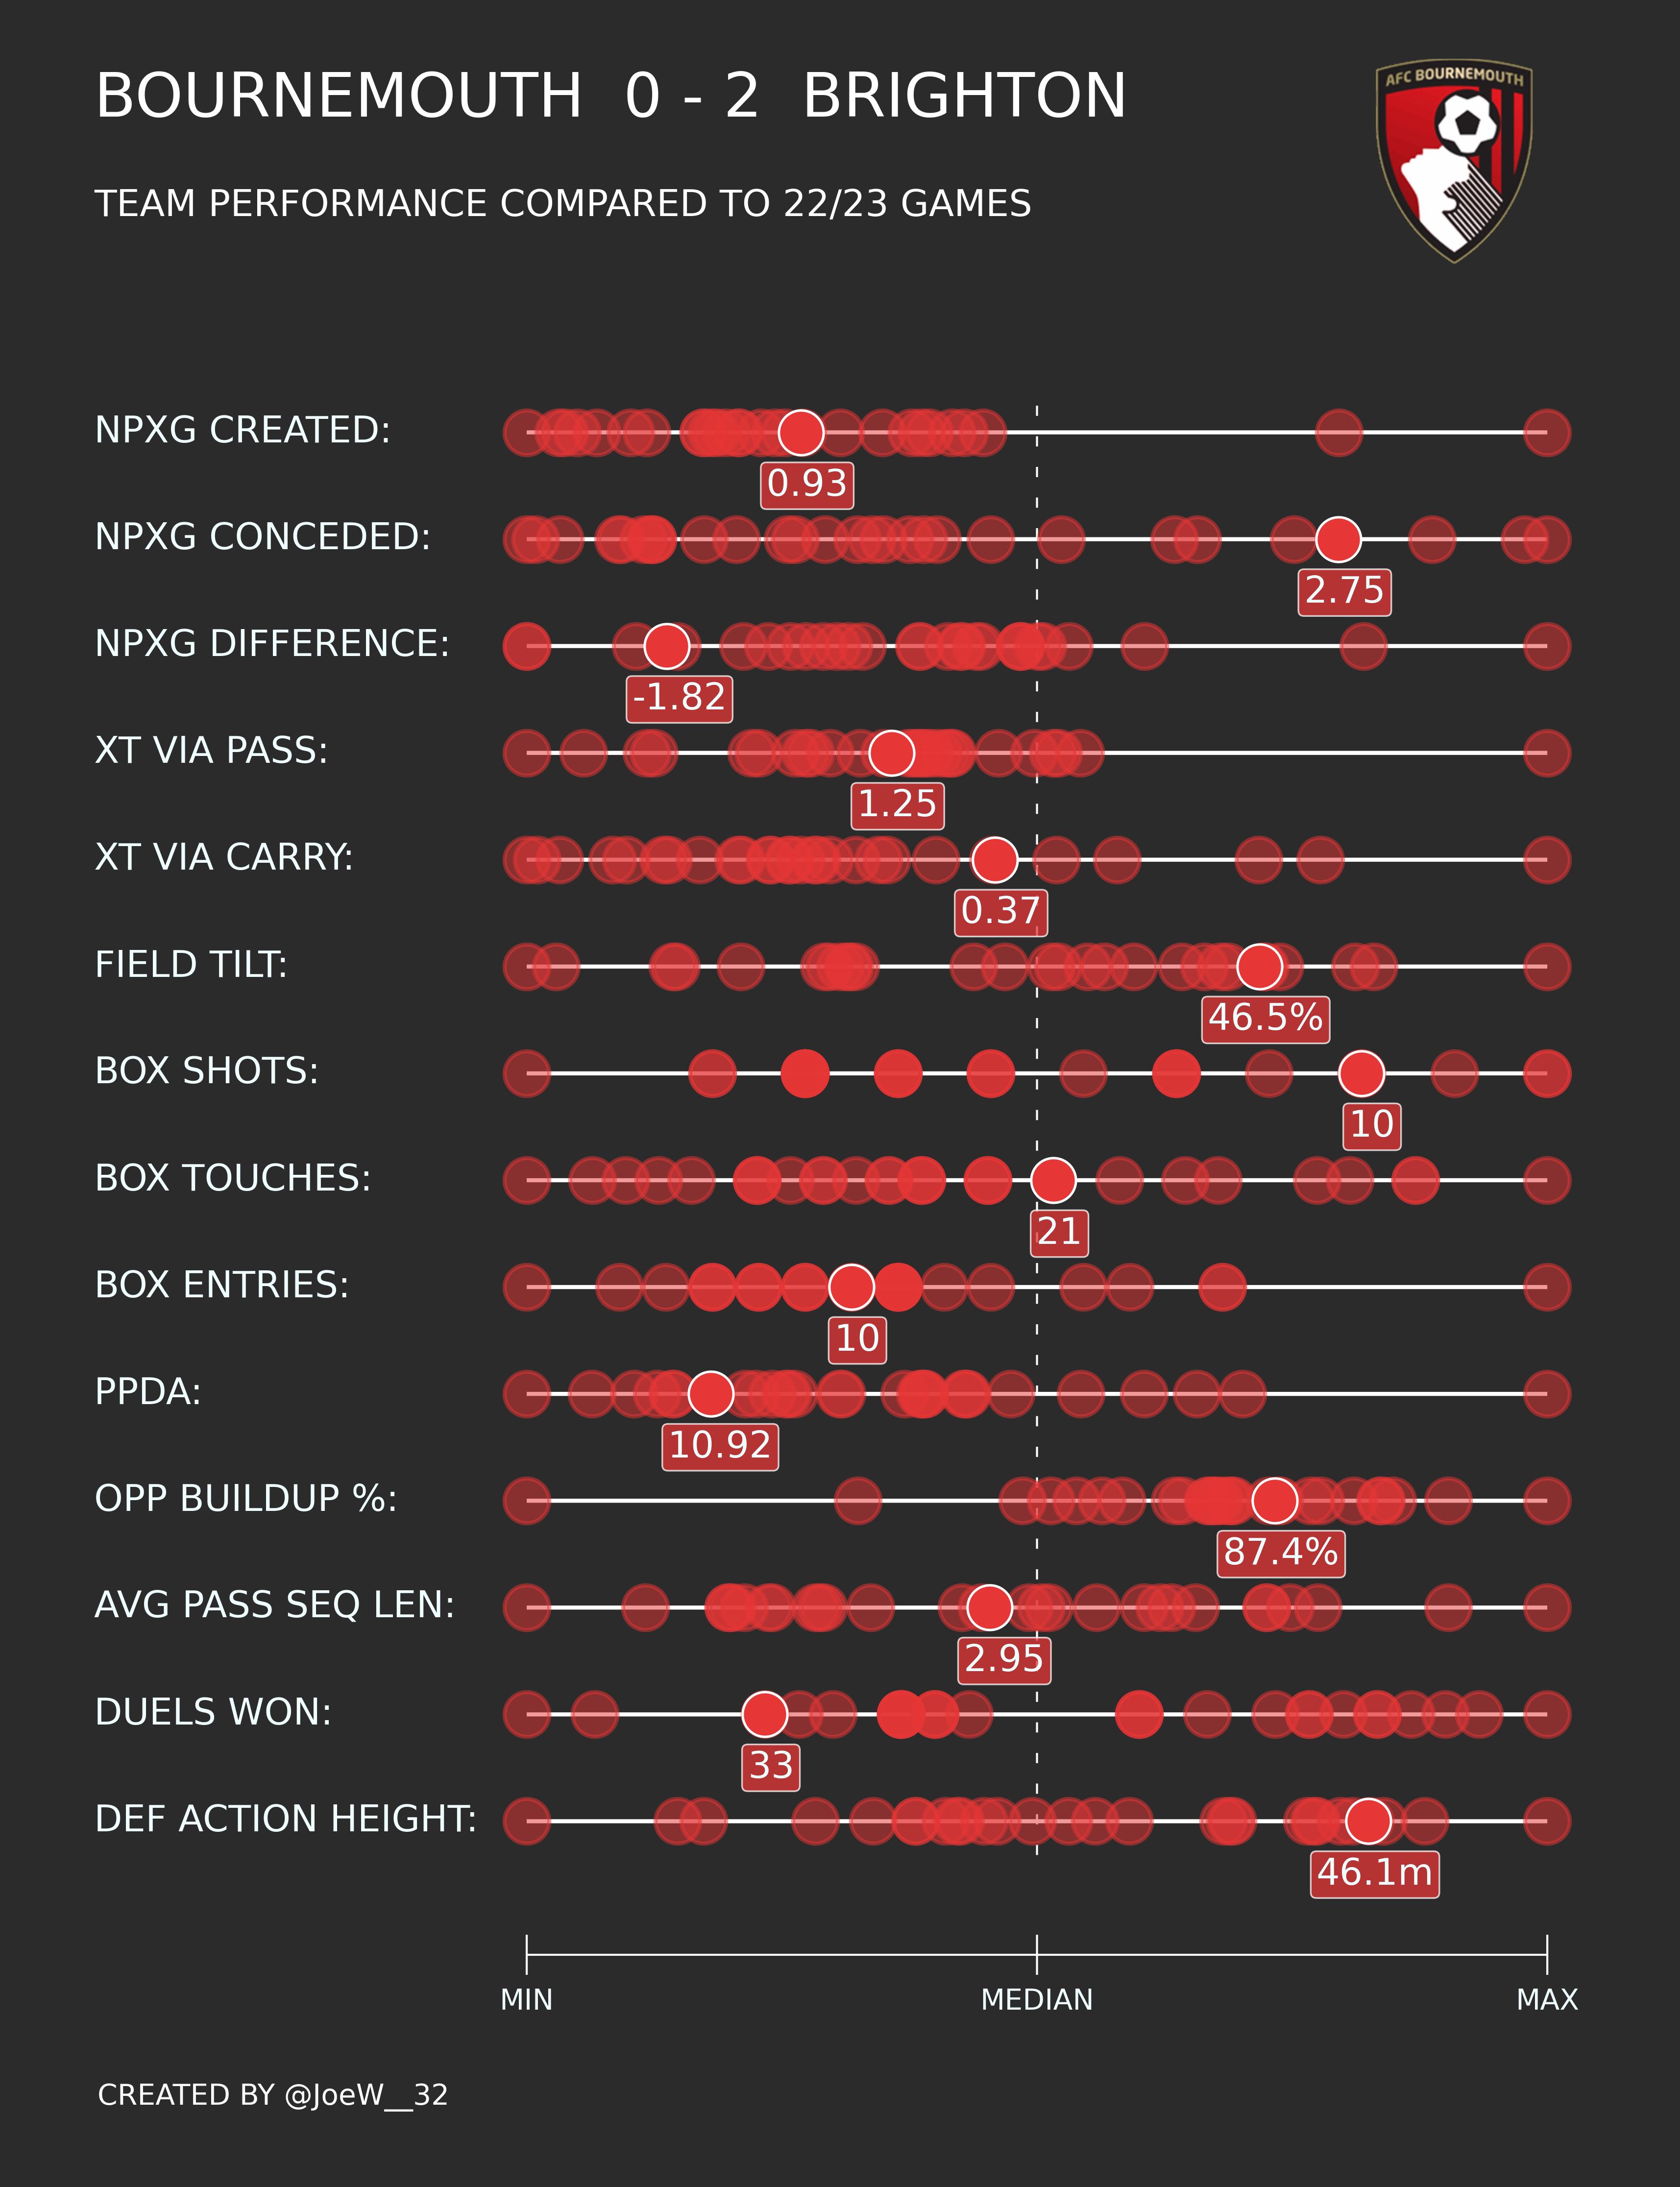 BOURNEMOUTH 0 - 2 BRIGHTON
AFC BOURNEMOUTH
TEAM PERFORMANCE COMPARED TO 22/23 GAMES
NPXG CREATED:
0.93
NPXG CONCEDED:
2.75
NPXG DIFFERENCE:
-1.82
XT VIA PASS:
1.25
XT VIA CARRY:
0.37
FIELD TILT:
46.5%
BOX SHOTS:
10
BOX TOUCHES:
21
BOX ENTRIES:
10
PPDA:
10.92
OPP BUILDUP %:
87.4%
AVG PASS SEQ LEN:
2.95
DUELS WON:
33
DEF ACTION HEIGHT:
46.1m
MIN MEDIAN MAX
CREATED BY @JoeW__32